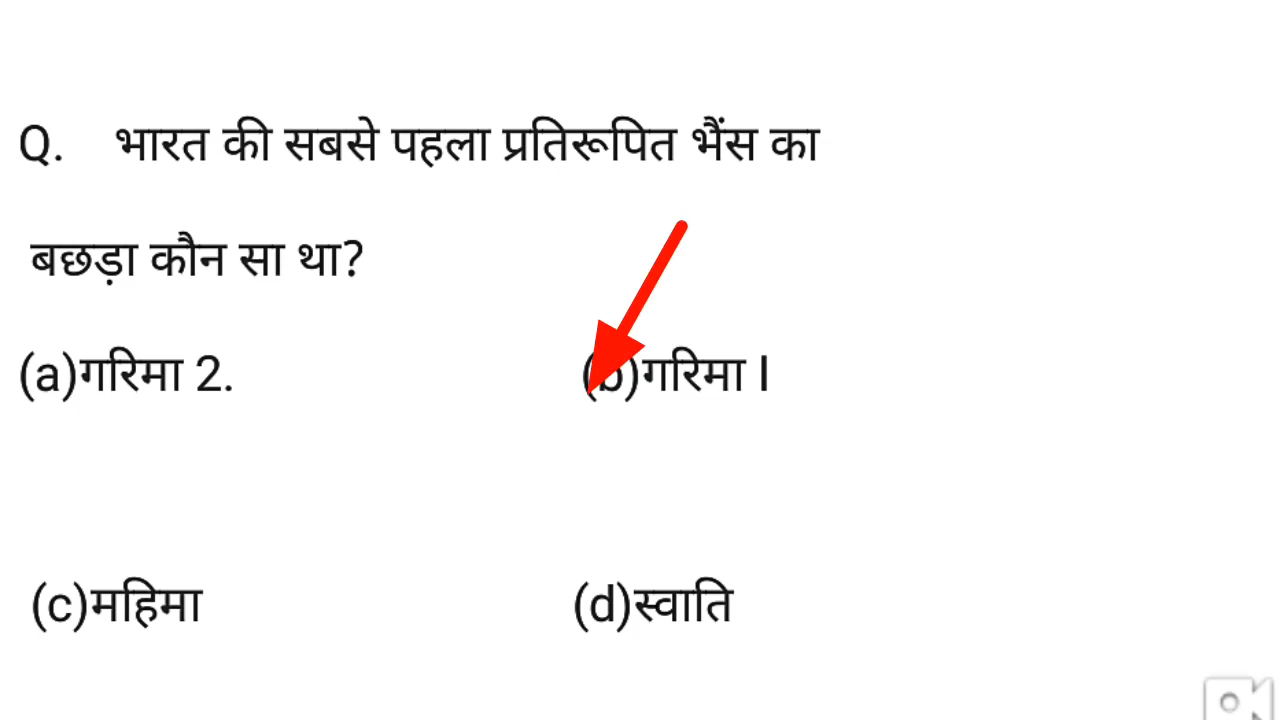 Q. भारत की सबसे पहला प्रतिरूपित भैंस का
बछड़ा कौन सा था?
(a)गरिमा 2. (b)गरिमा I
(c)महिमा (d)स्वाति